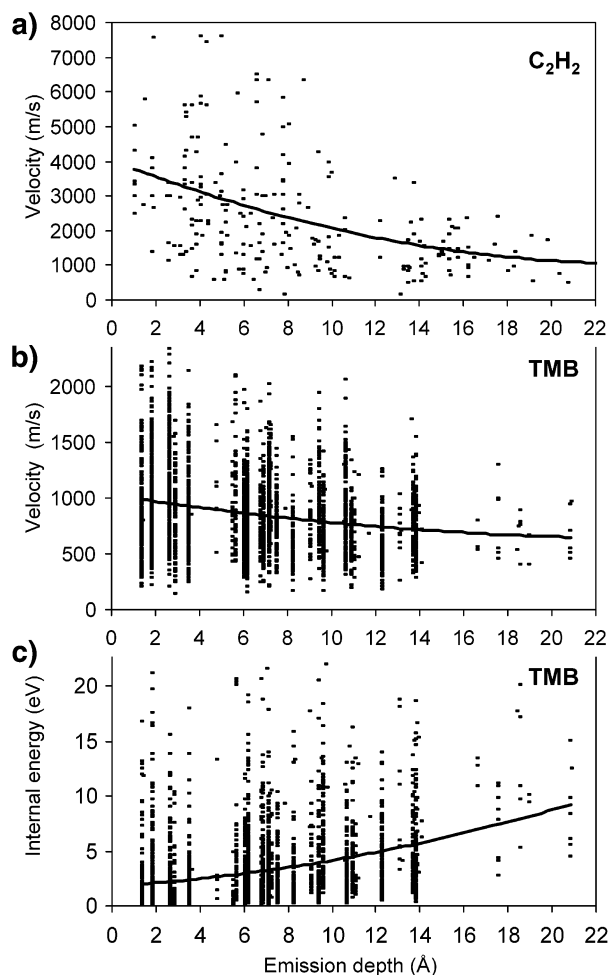 a)
C₂H₂
Velocity (m/s)
8000
7000
6000
5000
4000
3000
2000
1000
0
0 2 4 6 8 10 12 14 16 18 20 22
b)
TMB
Velocity (m/s)
2000
1500
1000
500
0
0 2 4 6 8 10 12 14 16 18 20 22
c)
TMB
Internal energy (eV)
20
15
10
5
0
0 2 4 6 8 10 12 14 16 18 20 22
Emission depth (Å)